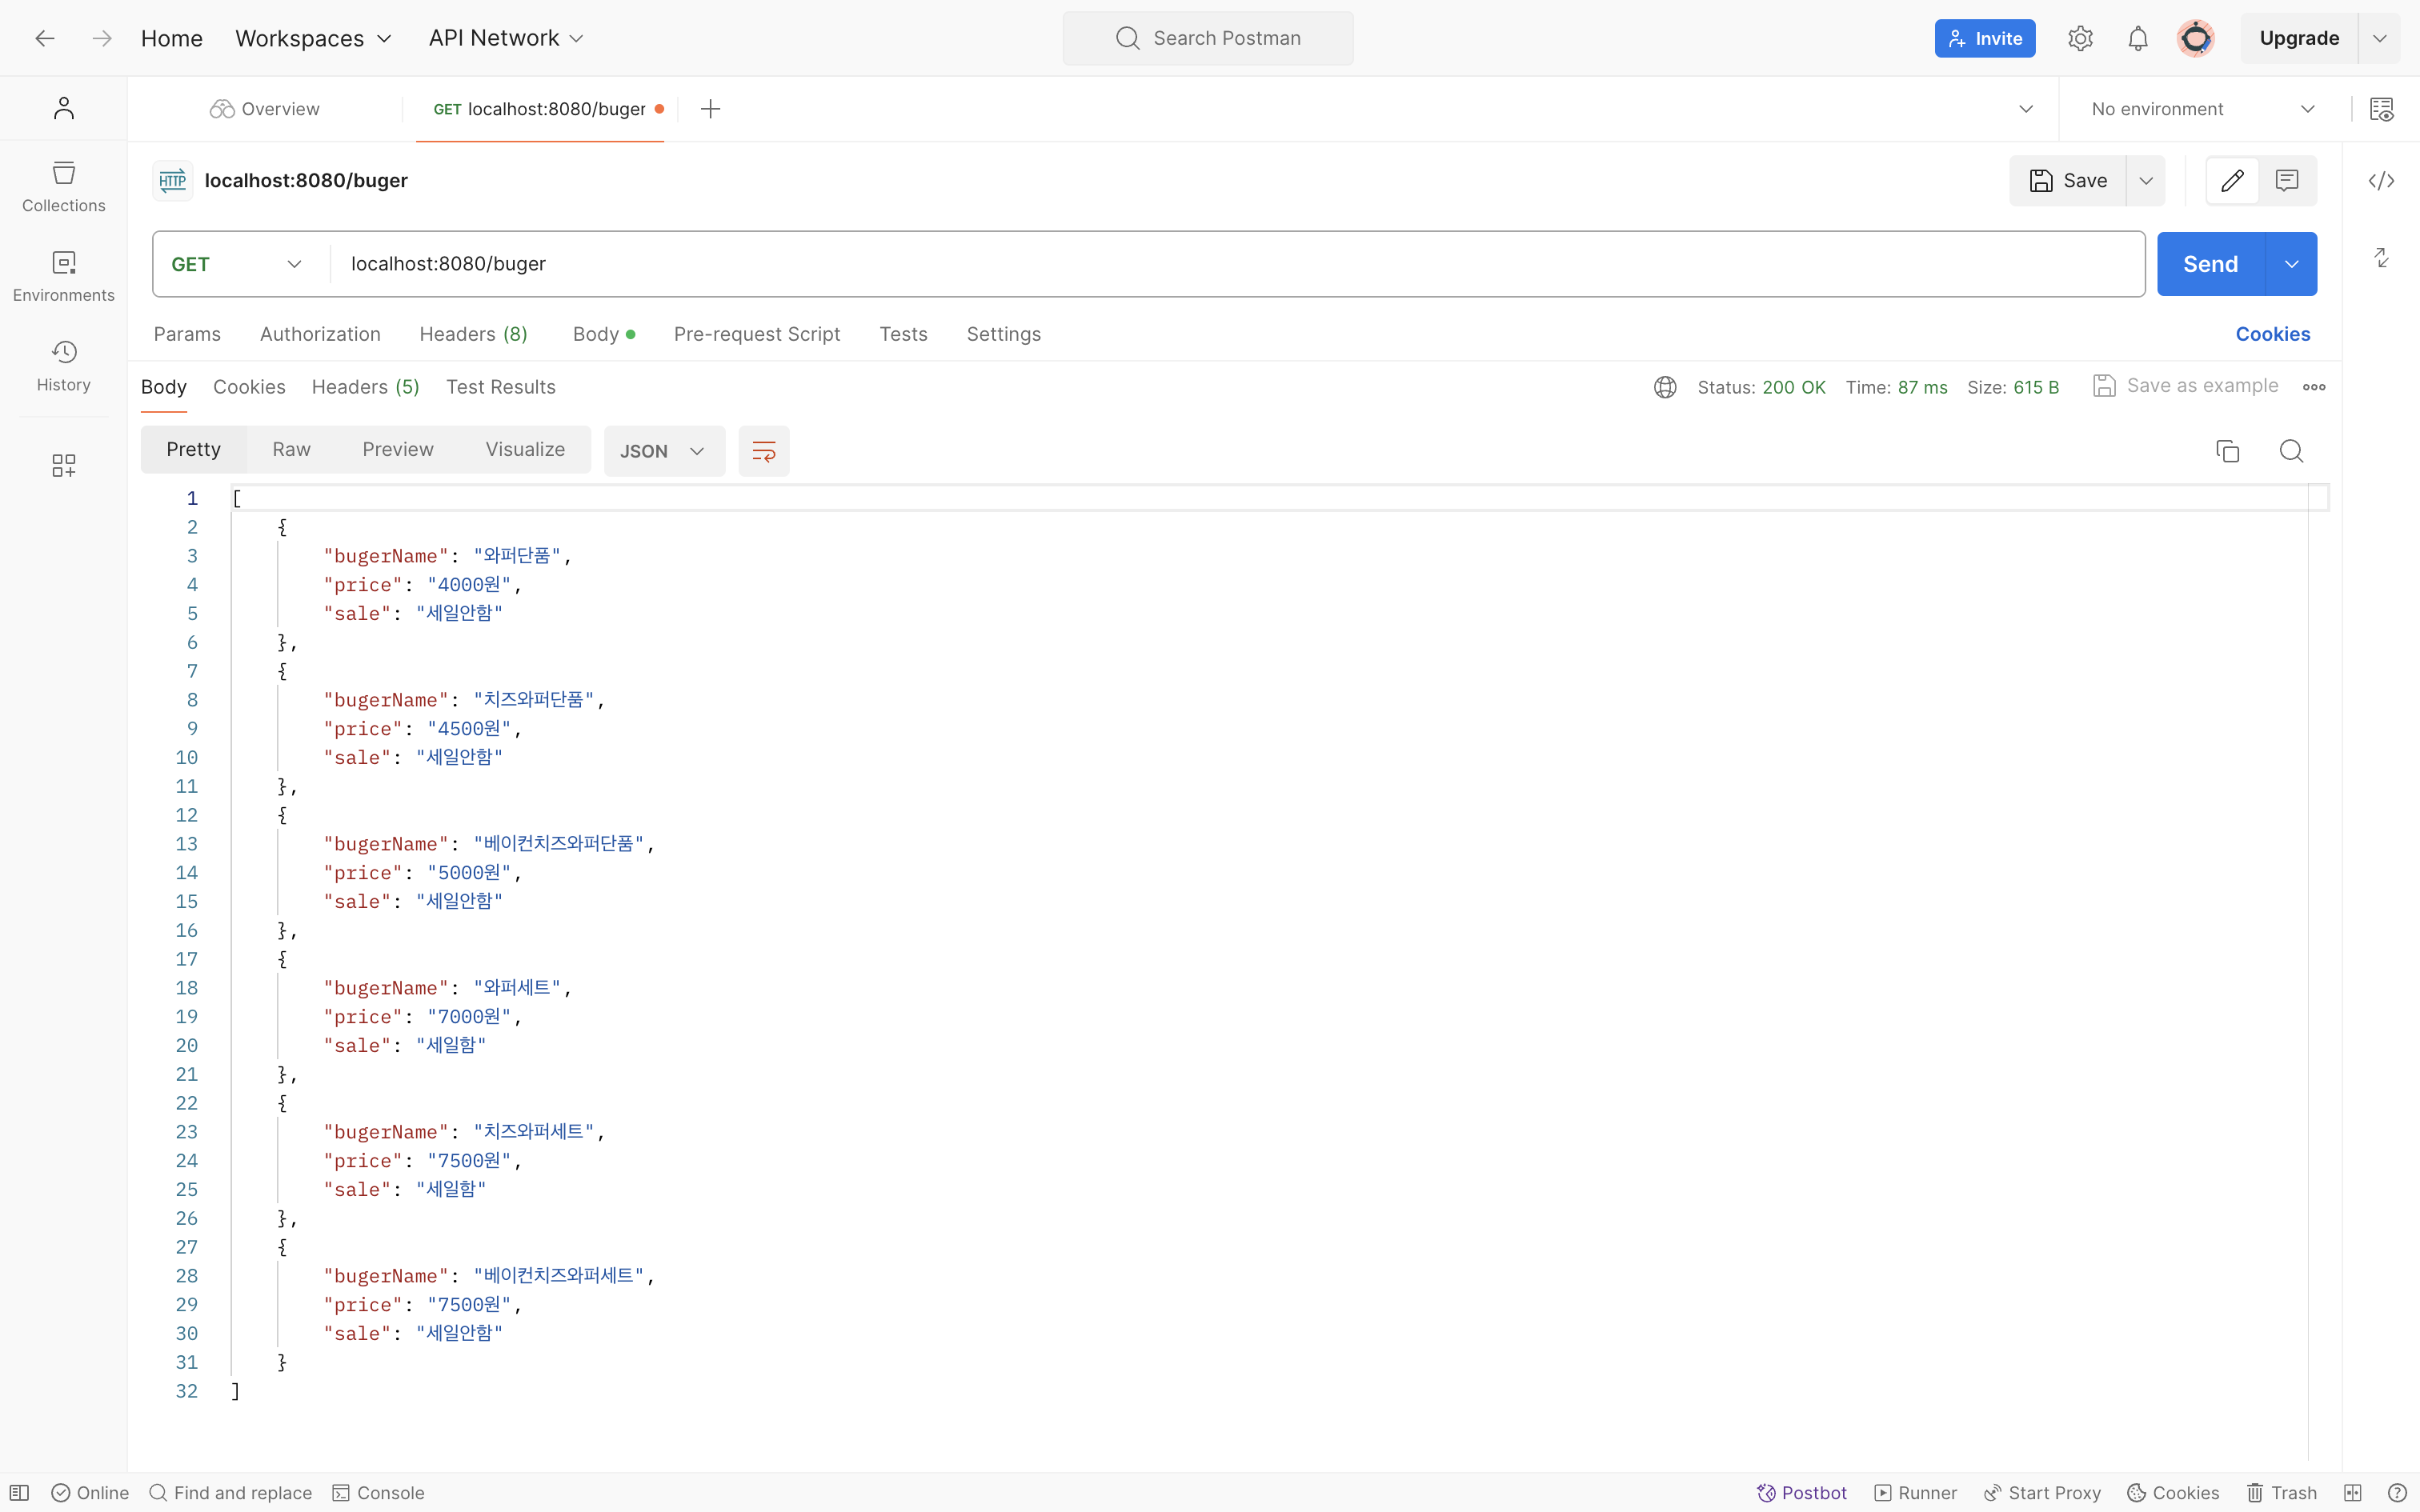 Home Workspaces API Network Search Postman Invite Upgrade
Overview GET localhost:8080/buger No environment
HTTP localhost:8080/buger Save
GET localhost:8080/buger Send
Params Authorization Headers (8) Body Pre-request Script Tests Settings Cookies
Body Cookies Headers (5) Test Results Status: 200 OK Time: 87 ms Size: 615 B Save as example
Pretty Raw Preview Visualize JSON
Collections
Environments
History
1 [
2 {
3 "bugerName": "와퍼단품",
4 "price": "4000원",
5 "sale": "세일안함"
6 },
7 {
8 "bugerName": "치즈와퍼단품",
9 "price": "4500원",
10 "sale": "세일안함"
11 },
12 {
13 "bugerName": "베이컨치즈와퍼단품",
14 "price": "5000원",
15 "sale": "세일안함"
16 },
17 {
18 "bugerName": "와퍼세트",
19 "price": "7000원",
20 "sale": "세일함"
21 },
22 {
23 "bugerName": "치즈와퍼세트",
24 "price": "7500원",
25 "sale": "세일함"
26 },
27 {
28 "bugerName": "베이컨치즈와퍼세트",
29 "price": "7500원",
30 "sale": "세일안함"
31 }
32 ]
Online Find and replace Console Postbot Runner Start Proxy Cookies Trash